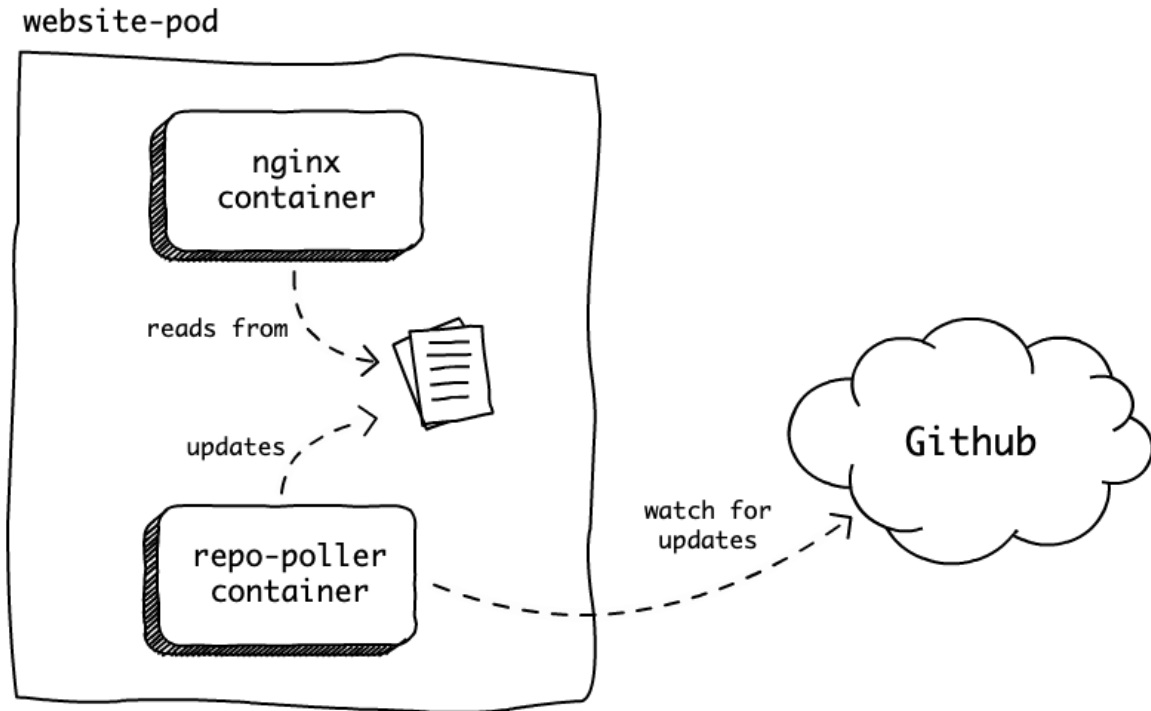 website-pod
nginx
container
reads from
updates
repo-poller
container
watch for
updates
Github